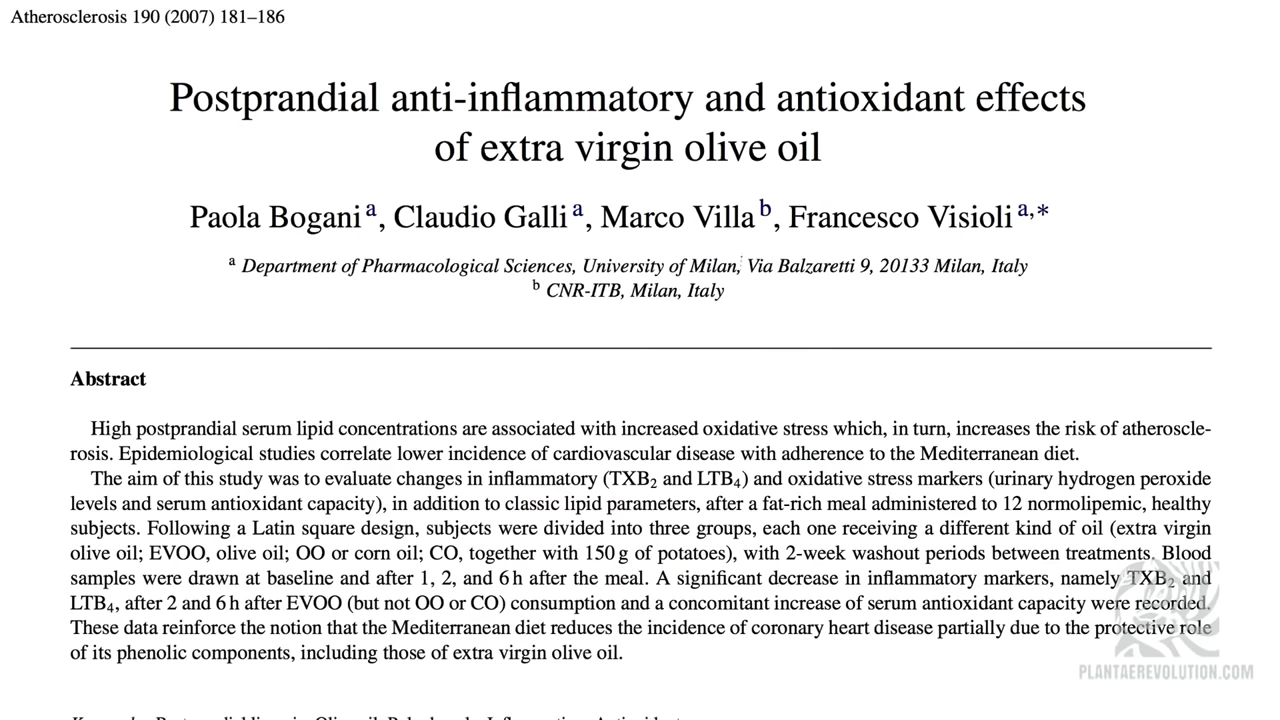 Atherosclerosis 190 (2007) 181–186
Postprandial anti-inflammatory and antioxidant effects
of extra virgin olive oil
Paola Bogani a, Claudio Galli a, Marco Villa b, Francesco Visioli a,*
a Department of Pharmacological Sciences, University of Milan, Via Balzaretti 9, 20133 Milan, Italy
b CNR-ITB, Milan, Italy
Abstract
High postprandial serum lipid concentrations are associated with increased oxidative stress which, in turn, increases the risk of atheroscle-
rosis. Epidemiological studies correlate lower incidence of cardiovascular disease with adherence to the Mediterranean diet.
The aim of this study was to evaluate changes in inflammatory (TXB2 and LTB4) and oxidative stress markers (urinary hydrogen peroxide
levels and serum antioxidant capacity), in addition to classic lipid parameters, after a fat-rich meal administered to 12 normolipemic, healthy
subjects. Following a Latin square design, subjects were divided into three groups, each one receiving a different kind of oil (extra virgin
olive oil; EVOO, olive oil; OO or corn oil; CO, together with 150 g of potatoes), with 2-week washout periods between treatments. Blood
samples were drawn at baseline and after 1, 2, and 6 h after the meal. A significant decrease in inflammatory markers, namely TXB2 and
LTB4, after 2 and 6 h after EVOO (but not OO or CO) consumption and a concomitant increase of serum antioxidant capacity were recorded.
These data reinforce the notion that the Mediterranean diet reduces the incidence of coronary heart disease partially due to the protective role
of its phenolic components, including those of extra virgin olive oil.
PLANTAEREVOLUTION.COM